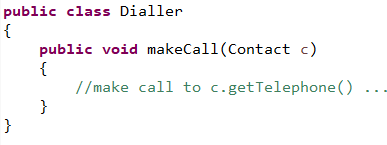 public class Dialler
{
    public void makeCall(Contact c)
    {
        //make call to c.getTelephone() ...
    }
}